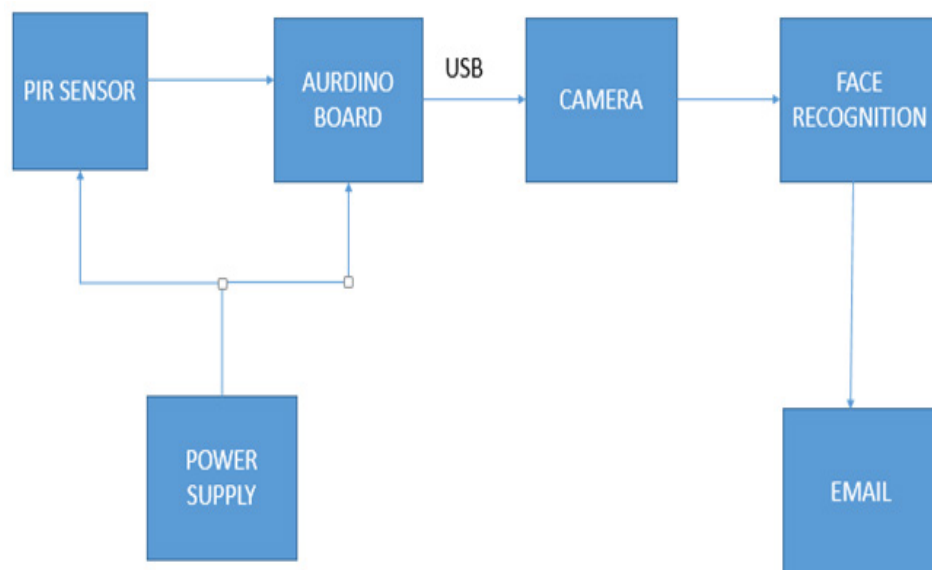 PIR SENSOR
AURDINO
BOARD
USB
CAMERA
FACE
RECOGNITION
POWER
SUPPLY
EMAIL